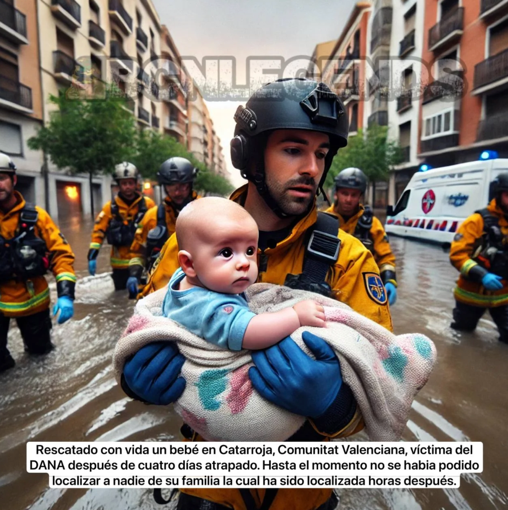 SPGNLEGENDS
Rescatado con vida un bebé en Catarroja, Comunitat Valenciana, víctima del
DANA después de cuatro días atrapado. Hasta el momento no se habia podido
localizar a nadie de su familia la cual ha sido localizada horas después.